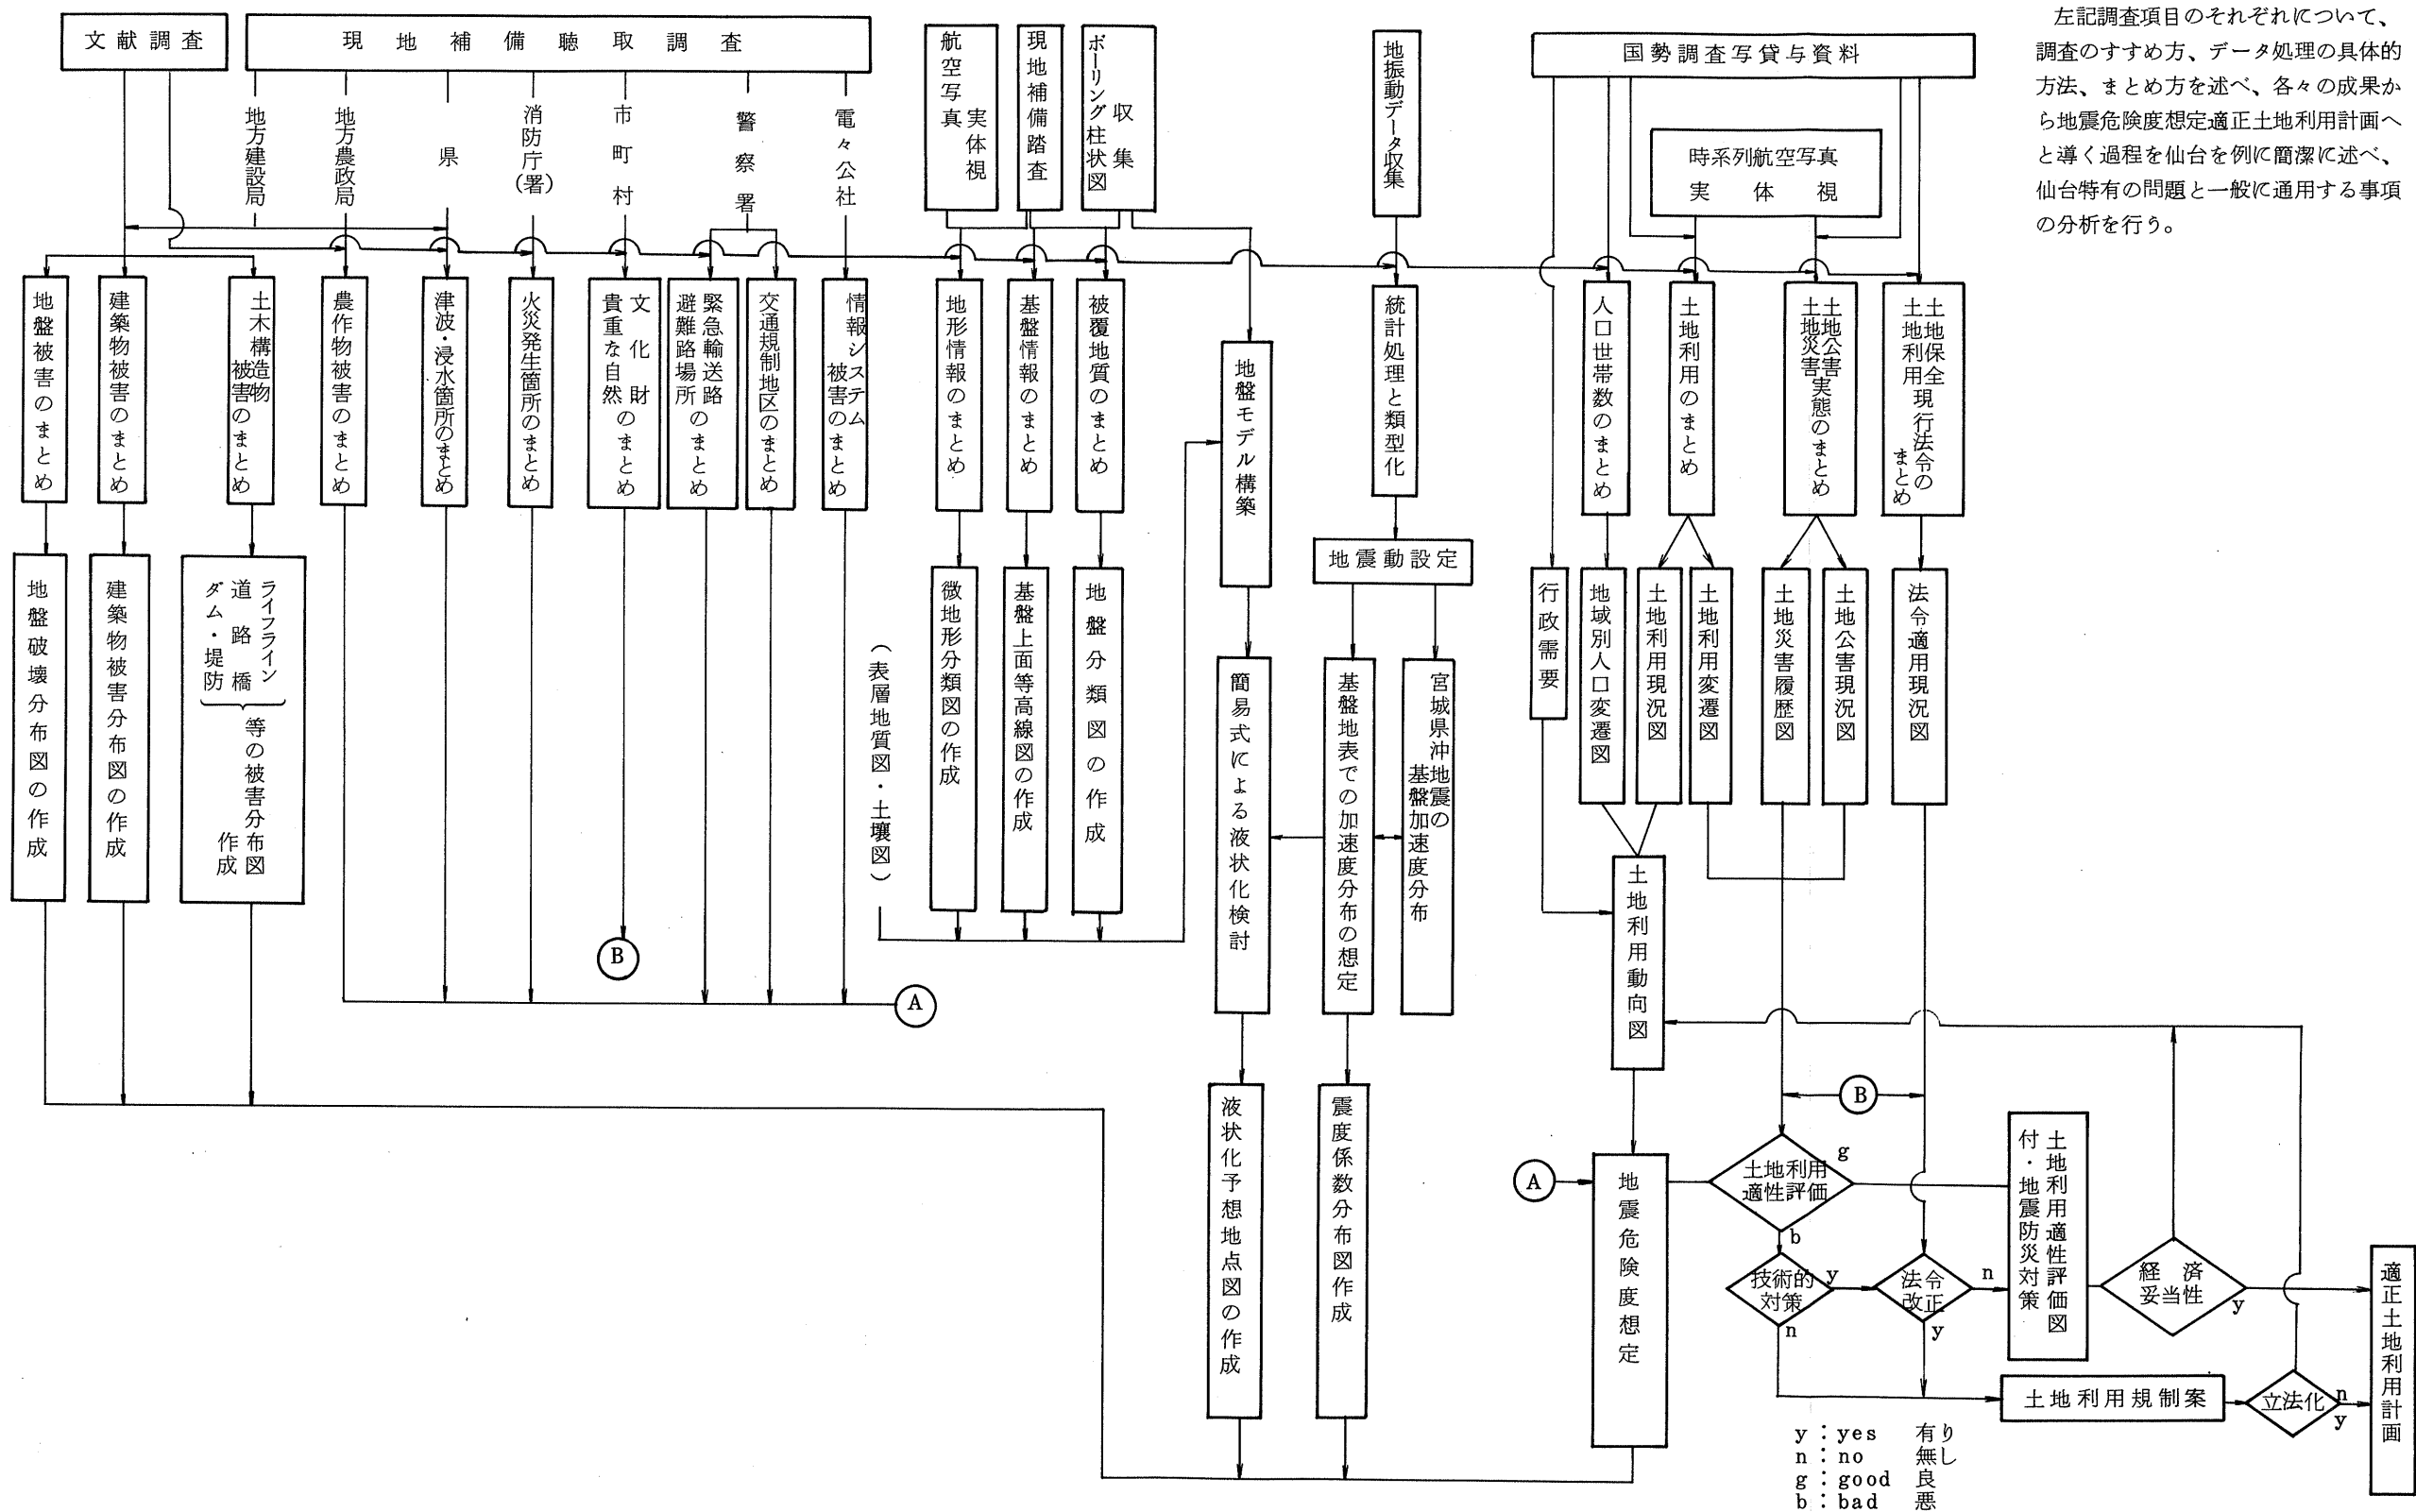 文献調査
現地補備聴取調査
地方建設局
地方農政局
県
消防庁(署)
市町村
警察署
電々公社
航空写真
実体視
現地補備踏査
ボーリング柱状図
収集
地振動データ収集
国勢調査写貸与資料
時系列航空写真
実体視
左記調査項目のそれぞれについて、
調査のすすめ方、データ処理の具体的
方法、まとめ方を述べ、各々の成果か
ら地震危険度想定適正土地利用計画へ
と導く過程を仙台を例に簡潔に述べ、
仙台特有の問題と一般に通用する事項
の分析を行う。
地盤被害のまとめ
建築物被害のまとめ
土木構造物
被害のまとめ
農作物被害のまとめ
津波・浸水箇所のまとめ
火災発生箇所のまとめ
文化財
貴重な自然
のまとめ
緊急輸送路
避難路場所
のまとめ
交通規制地区のまとめ
情報システム
被害のまとめ
地形情報のまとめ
基盤情報のまとめ
被覆地質のまとめ
地盤モデル構築
統計処理と類型化
人口世帯数のまとめ
土地利用のまとめ
土地公害
土地災害
実態のまとめ
土地保全
土地利用
現行法令の
まとめ
地盤破壊分布図の作成
建築物被害分布図の作成
ライフライン
道路橋
ダム・堤防
等の被害分布図
作成
(表層地質図・土壌図)
微地形分類図の作成
基盤上面等高線図の作成
地盤分類図の作成
簡易式による液状化検討
地震動設定
基盤地表での加速度分布の想定
宮城県沖地震の
基盤加速度分布
行政需要
地域別人口変遷図
土地利用現況図
土地利用変遷図
土地災害履歴図
土地公害現況図
法令適用現況図
土地利用動向図
B
A
液状化予想地点図の作成
震度係数分布図作成
B
A
地震危険度想定
土地利用
適性評価
g
b
技術的
対策
y
n
法令
改正
n
y
土地利用適性評価図
付・地震防災対策
経済
妥当性
y
土地利用規制案
立法化
n
y
適正土地利用計画
y：yes 有り
n：no 無し
g：good 良
b：bad 悪